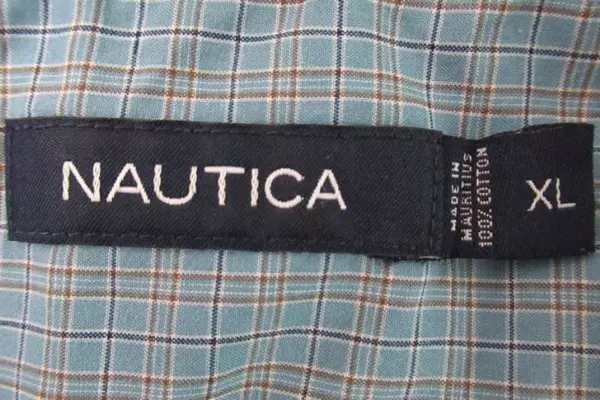 NAUTICA
MADE IN
MAURITIUS
100% COTTON
XL